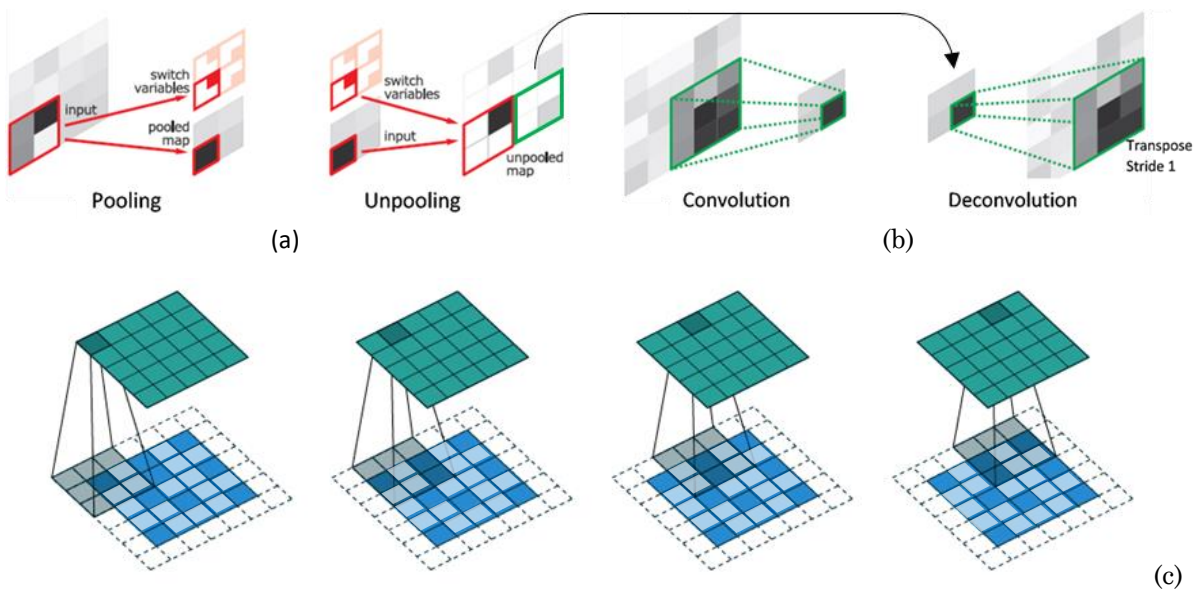 switch
variables
input
pooled
map
Pooling
switch
variables
input
unpooled
map
Unpooling
(a)
Convolution
Transpose
Stride 1
Deconvolution
(b)
(c)